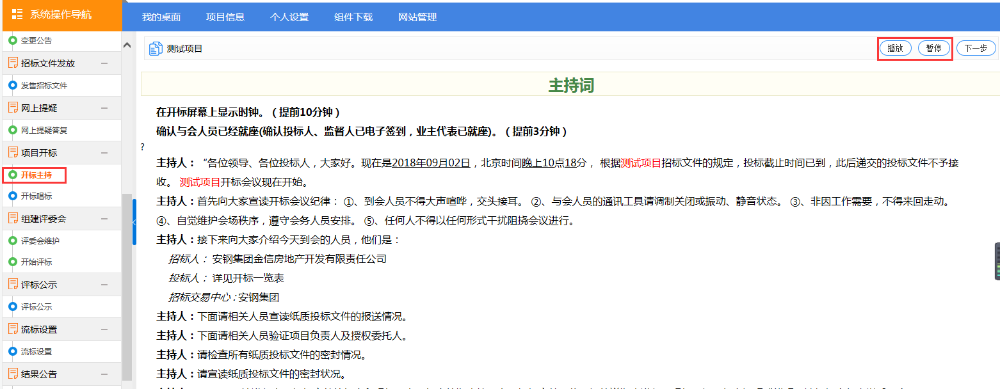 系统操作导航
我的桌面 项目信息 个人设置 组件下载 网站管理
变更公告
招标文件发放
发售招标文件
网上提疑
网上提疑答复
项目开标
开标主持
开标唱标
组建评委会
评委会维护
开始评标
评标公示
评标公示
流标设置
流标设置
结果公告
测试项目
播放 暂停 下一步
主持词
在开标屏幕上显示时钟。（提前10分钟）
确认与会人员已经就座(确认投标人、监督人已电子签到，业主代表已就座)。（提前3分钟）
?
主持人：“各位领导、各位投标人，大家好。现在是2018年09月02日，北京时间晚上10点18分， 根据测试项目招标文件的规定，投标截止时间已到，此后递交的投标文件不予接
收。 测试项目开标会议现在开始。
主持人：首先向大家宣读开标会议纪律： ①、到会人员不得大声喧哗，交头接耳。 ②、与会人员的通讯工具请调制关闭或振动、静音状态。 ③、非因工作需要，不得来回走动。
④、自觉维护会场秩序，遵守会务人员安排。 ⑤、任何人不得以任何形式干扰阻挠会议进行。
主持人：接下来向大家介绍今天到会的人员，他们是：
招标人： 安钢集团金信房地产开发有限责任公司
投标人： 详见开标一览表
招标交易中心：安钢集团
主持人：下面请相关人员宣读纸质投标文件的报送情况。
主持人：下面请相关人员验证项目负责人及授权委托人。
主持人：请检查所有纸质投标文件的密封情况。
主持人：请宣读纸质投标文件的密封状况。